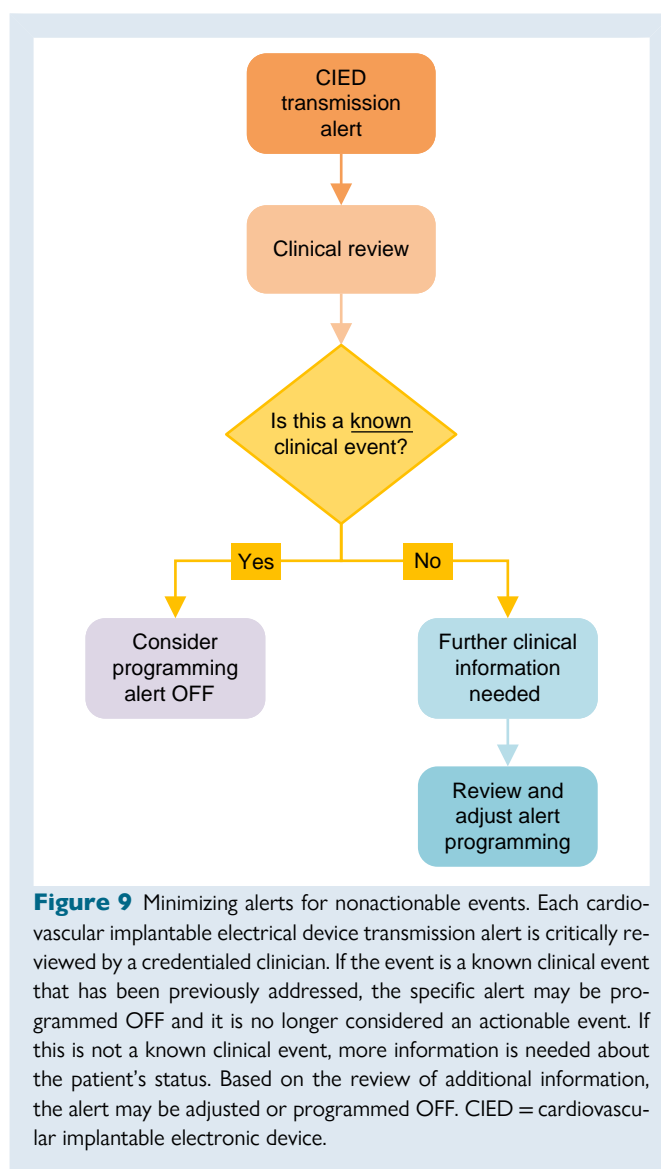 CIED
transmission
alert
Clinical review
Is this a known
clinical event?
Yes
No
Consider
programming
alert OFF
Further clinical
information
needed
Review and
adjust alert
programming
Figure 9 Minimizing alerts for nonactionable events. Each cardio-
vascular implantable electrical device transmission alert is critically re-
viewed by a credentialed clinician. If the event is a known clinical event
that has been previously addressed, the specific alert may be pro-
grammed OFF and it is no longer considered an actionable event. If
this is not a known clinical event, more information is needed about
the patient's status. Based on the review of additional information,
the alert may be adjusted or programmed OFF. CIED = cardiovascu-
lar implantable electronic device.